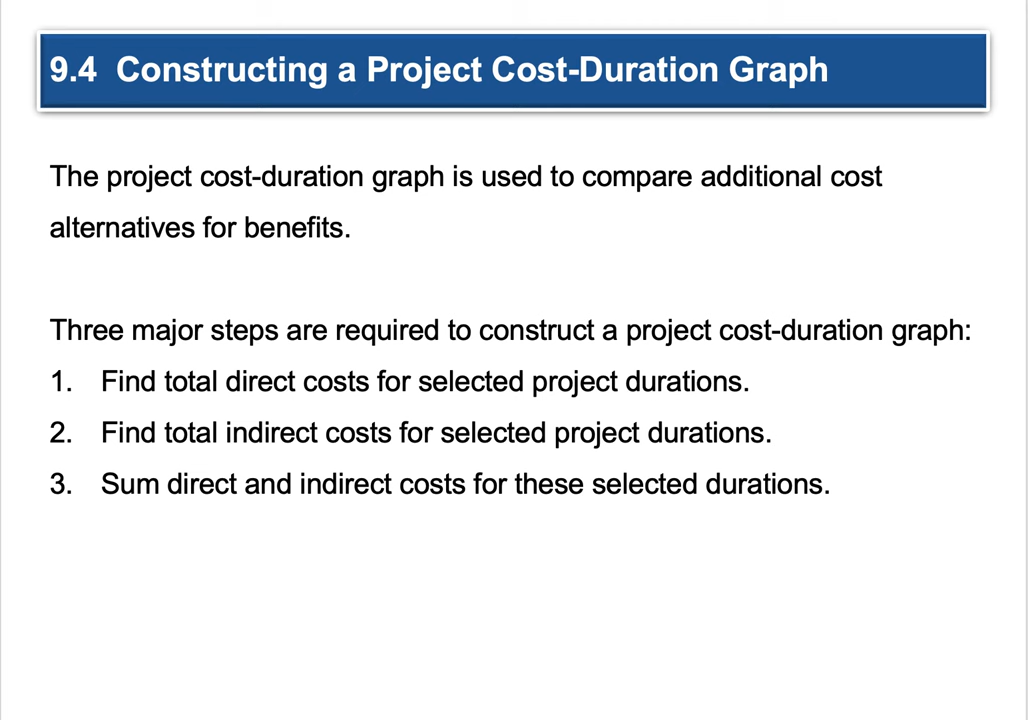 9.4 Constructing a Project Cost-Duration Graph
The project cost-duration graph is used to compare additional cost
alternatives for benefits.
Three major steps are required to construct a project cost-duration graph:
1. Find total direct costs for selected project durations.
2. Find total indirect costs for selected project durations.
3. Sum direct and indirect costs for these selected durations.